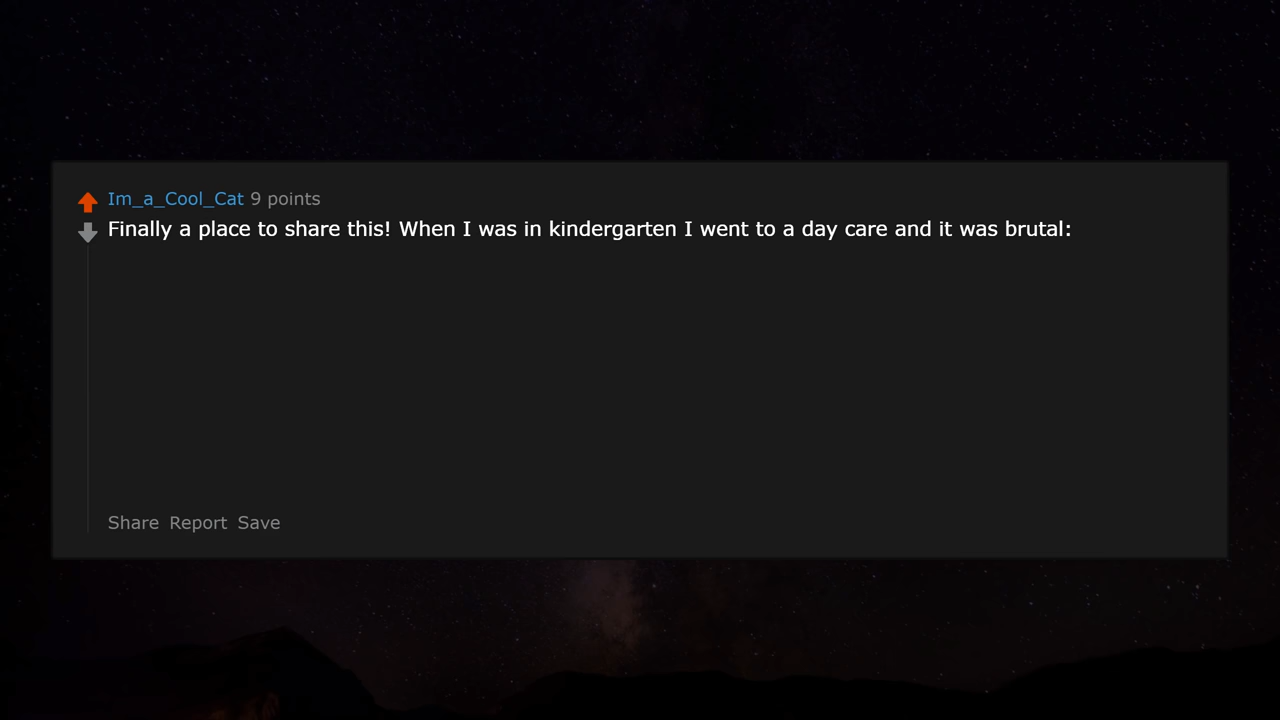 Im_a_Cool_Cat 9 points
Finally a place to share this! When I was in kindergarten I went to a day care and it was brutal:
Share Report Save